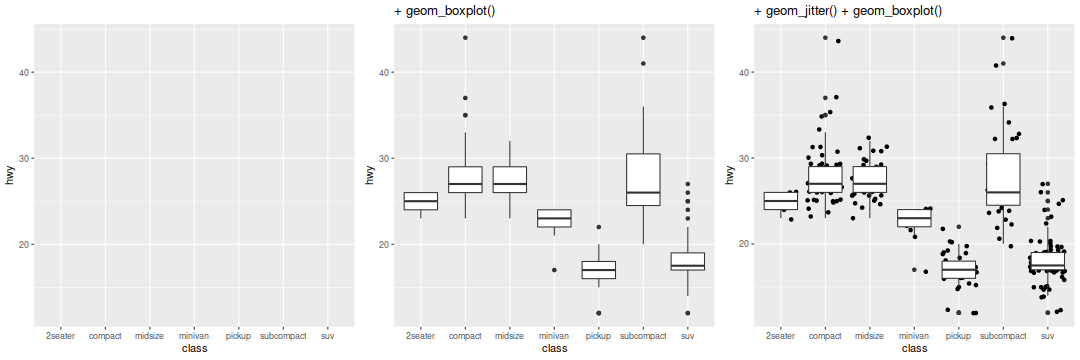 hwy
40
30
20
2seater compact midsize minivan pickup subcompact suv
class
+ geom_boxplot()
hwy
40
30
20
2seater compact midsize minivan pickup subcompact suv
class
+ geom_jitter() + geom_boxplot()
hwy
40
30
20
2seater compact midsize minivan pickup subcompact suv
class